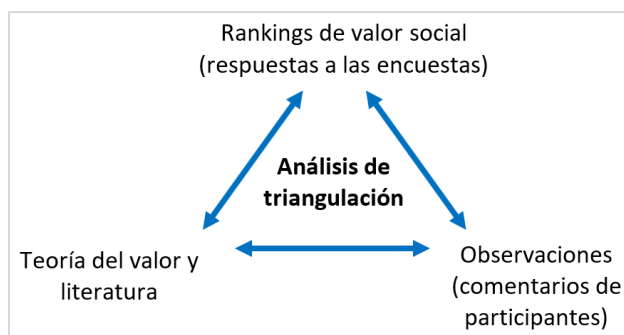 Rankings de valor social
(respuestas a las encuestas)
Análisis de
triangulación
Teoría del valor y
literatura
Observaciones
(comentarios de
participantes)